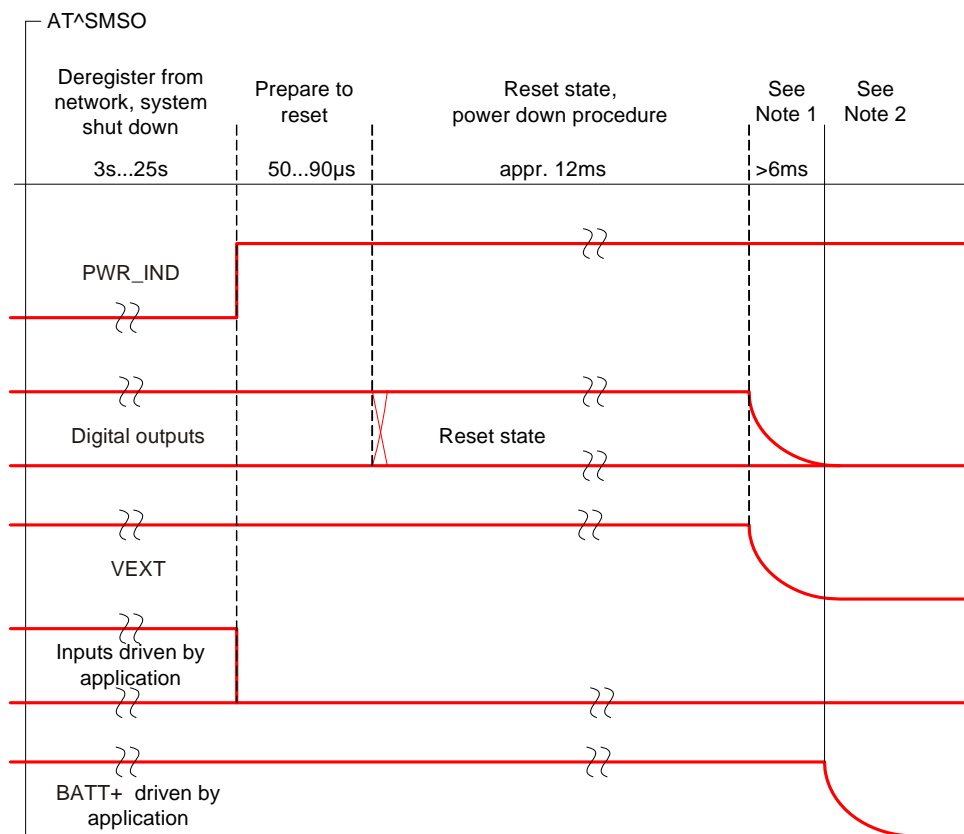 AT^SMSO
Deregister from
network, system
shut down
3s...25s
Prepare to
reset
50...90µs
Reset state,
power down procedure
appr. 12ms
See
Note 1
>6ms
See
Note 2
PWR_IND
Digital outputs
Reset state
VEXT
Inputs driven by
application
BATT+ driven by
application